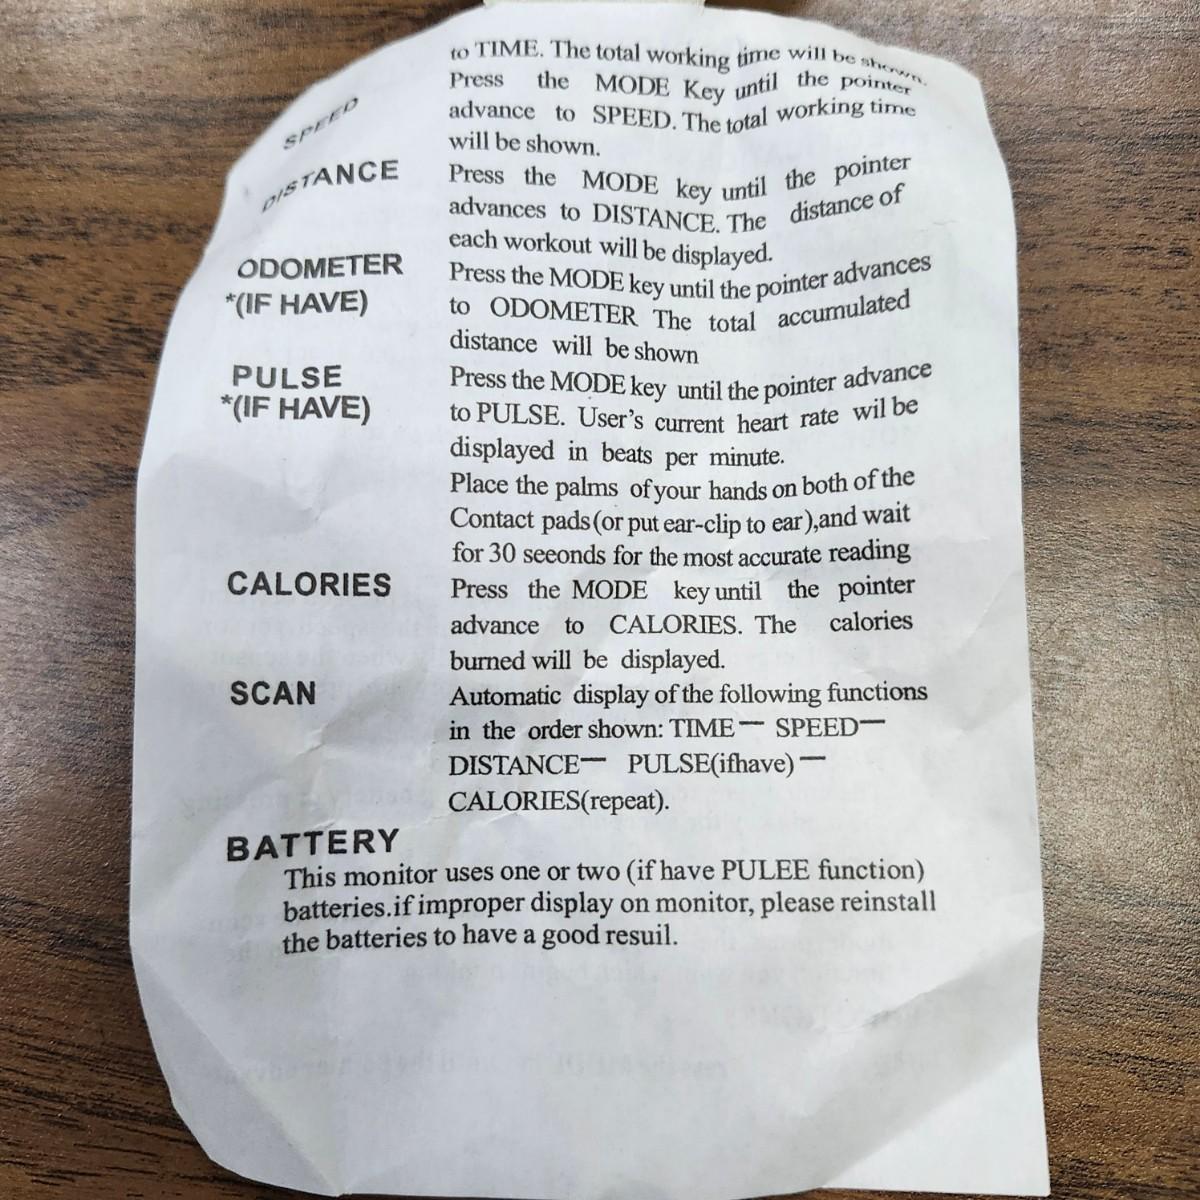 to TIME. The total working time will be shown.
SPEED Press the MODE Key until the pointer
advance to SPEED. The total working time
will be shown.
DISTANCE Press the MODE key until the pointer
advances to DISTANCE. The distance of
each workout will be displayed.
ODOMETER Press the MODE key until the pointer advances
*(IF HAVE) to ODOMETER The total accumulated
distance will be shown
PULSE Press the MODE key until the pointer advance
*(IF HAVE) to PULSE. User's current heart rate wil be
displayed in beats per minute.
Place the palms of your hands on both of the
Contact pads(or put ear-clip to ear),and wait
for 30 seeonds for the most accurate reading
CALORIES Press the MODE key until the pointer
advance to CALORIES. The calories
burned will be displayed.
SCAN Automatic display of the following functions
in the order shown: TIME— SPEED—
DISTANCE— PULSE(ifhave)—
CALORIES(repeat).
BATTERY
This monitor uses one or two (if have PULEE function)
batteries.if improper display on monitor, please reinstall
the batteries to have a good resuil.